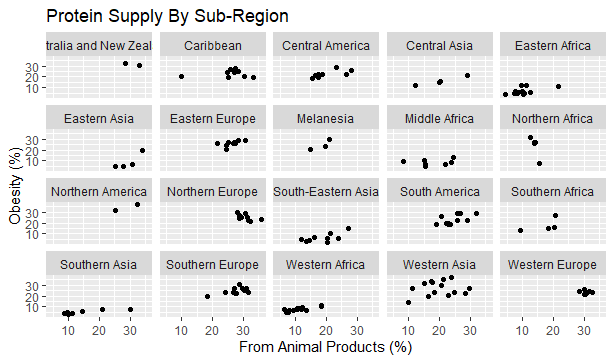 Protein Supply By Sub-Region
tralia and New Zeal
Caribbean
Central America
Central Asia
Eastern Africa
30
20
10
Eastern Asia
Eastern Europe
Melanesia
Middle Africa
Northern Africa
30
20
10
Northern America
Northern Europe
South-Eastern Asia
South America
Southern Africa
30
20
10
Southern Asia
Southern Europe
Western Africa
Western Asia
Western Europe
30
20
10
10 20 30 10 20 30 10 20 30 10 20 30 10 20 30
Obesity (%)
From Animal Products (%)